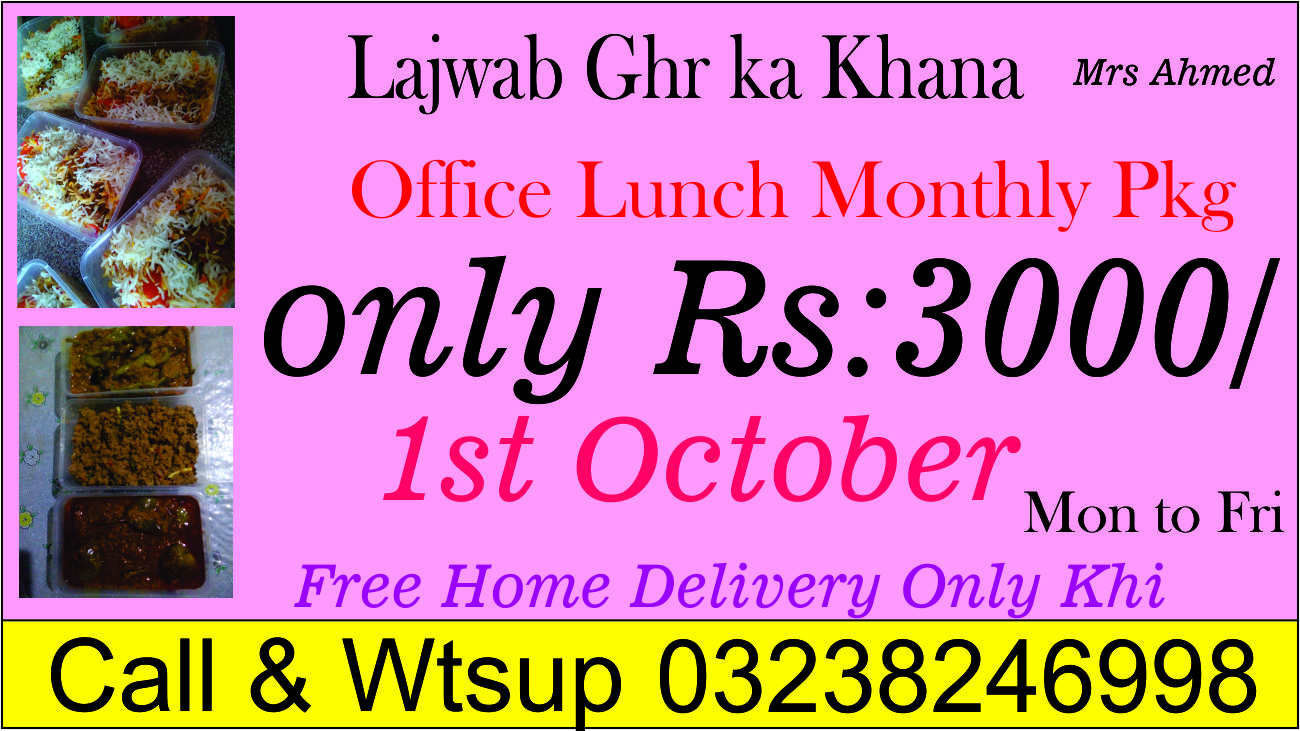 Lajwab Ghr ka Khana Mrs Ahmed
Office Lunch Monthly Pkg
only Rs:3000/
1st October
Mon to Fri
Free Home Delivery Only Khi
Call & Wtsup 03238246998